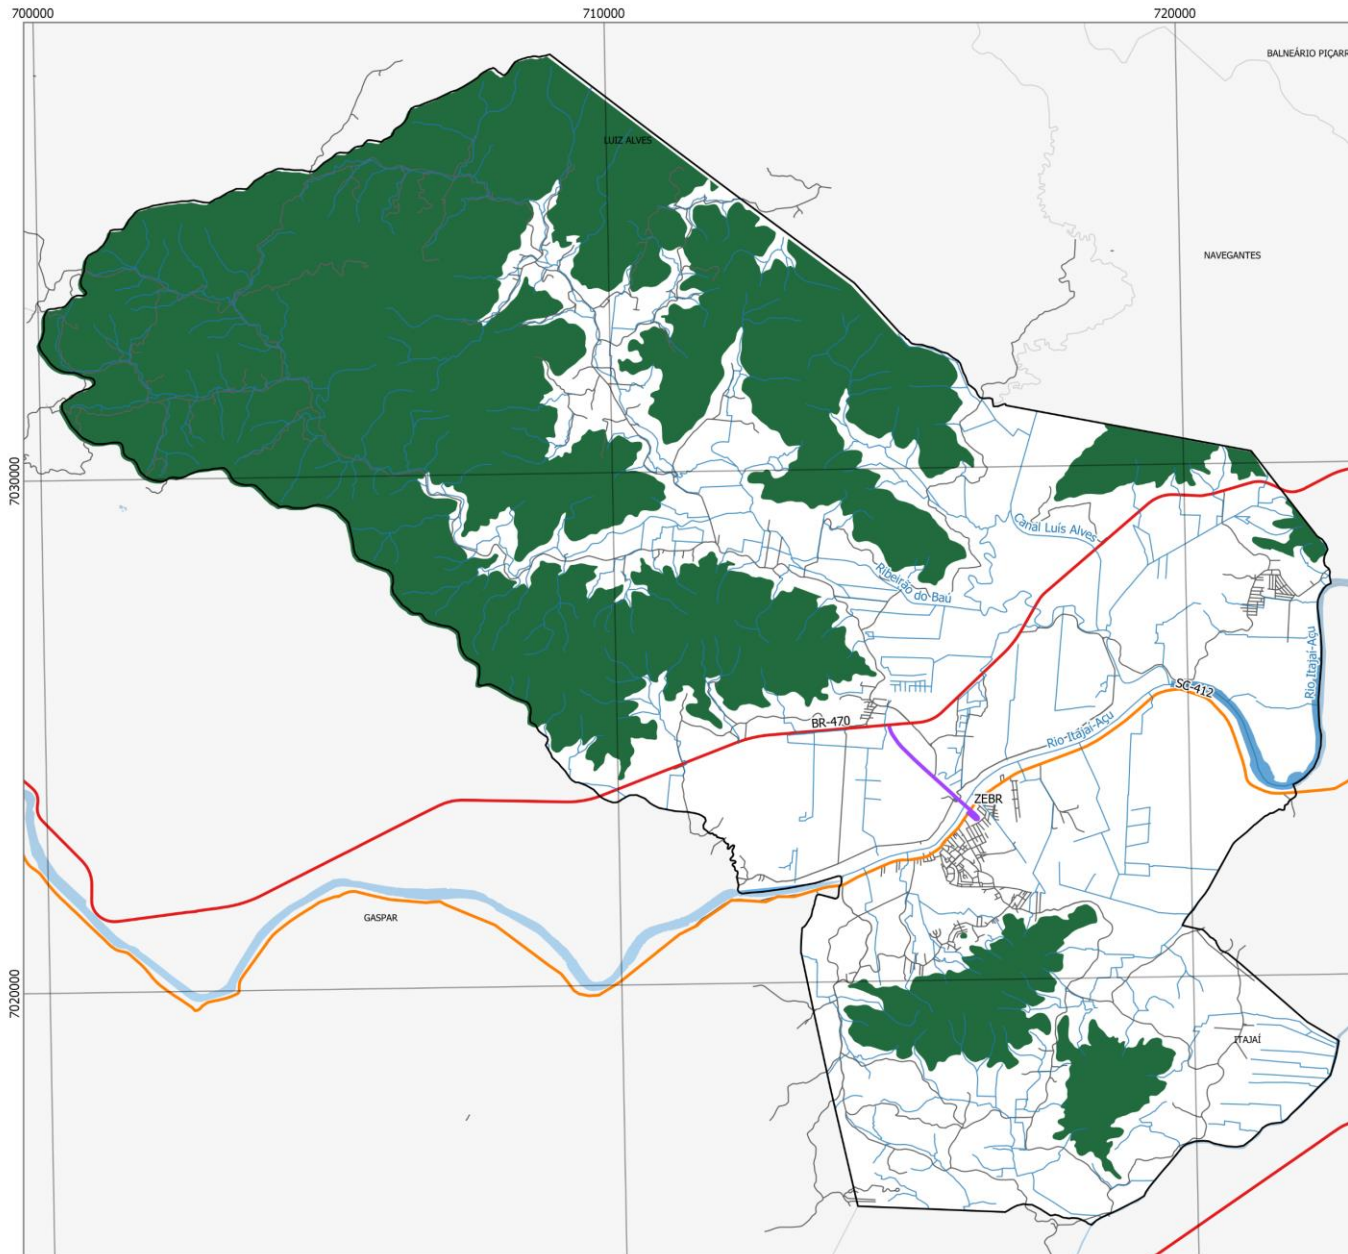 700000
710000
720000
BALNEÁRIO PIÇARR
LUIZ ALVES
NAVEGANTES
7030000
Canal Luís Alves
Ribeirão do Baú
Rio Itajaí-Açu
SC-412
BR-470
Rio-Itajaí-Açu
ZEBR
GASPAR
7020000
ITAJAÍ